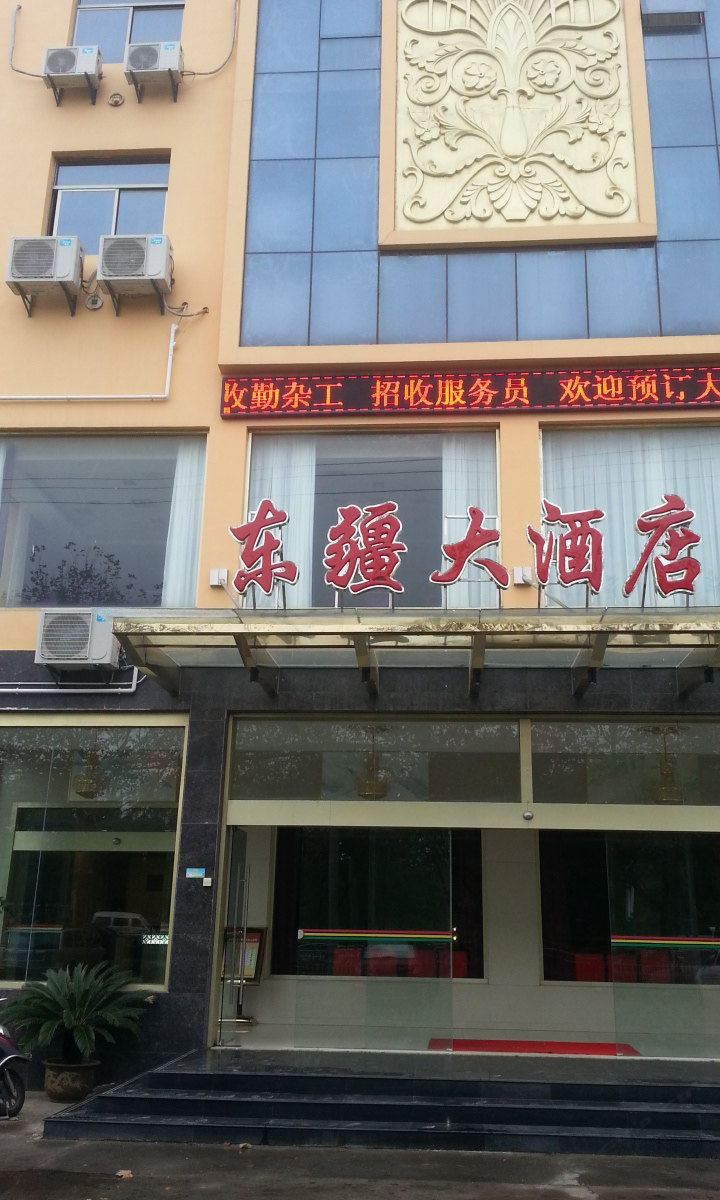 收勤杂工 招收服务员 欢迎预订大
东疆大酒店